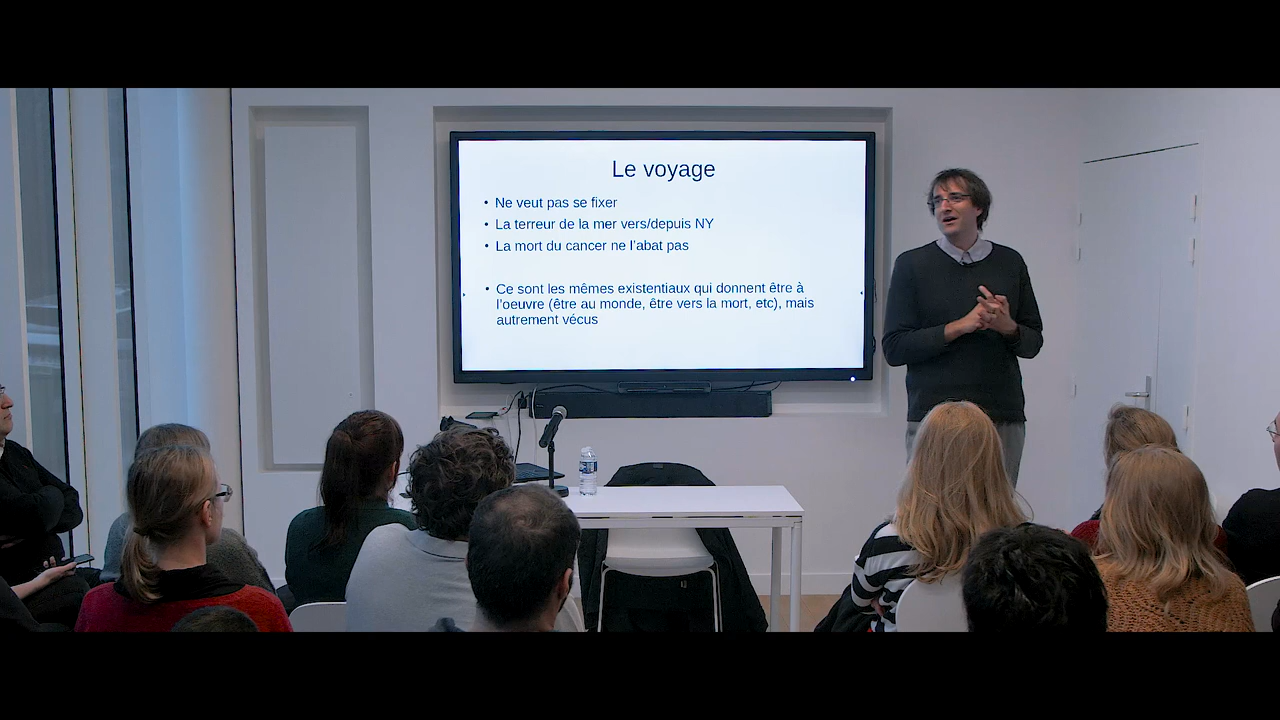 Le voyage
• Ne veut pas se fixer
• La terreur de la mer vers/depuis NY
• La mort du cancer ne l'abat pas
• Ce sont les mêmes existentiaux qui donnent être à
l'oeuvre (être au monde, être vers la mort, etc), mais
autrement vécus